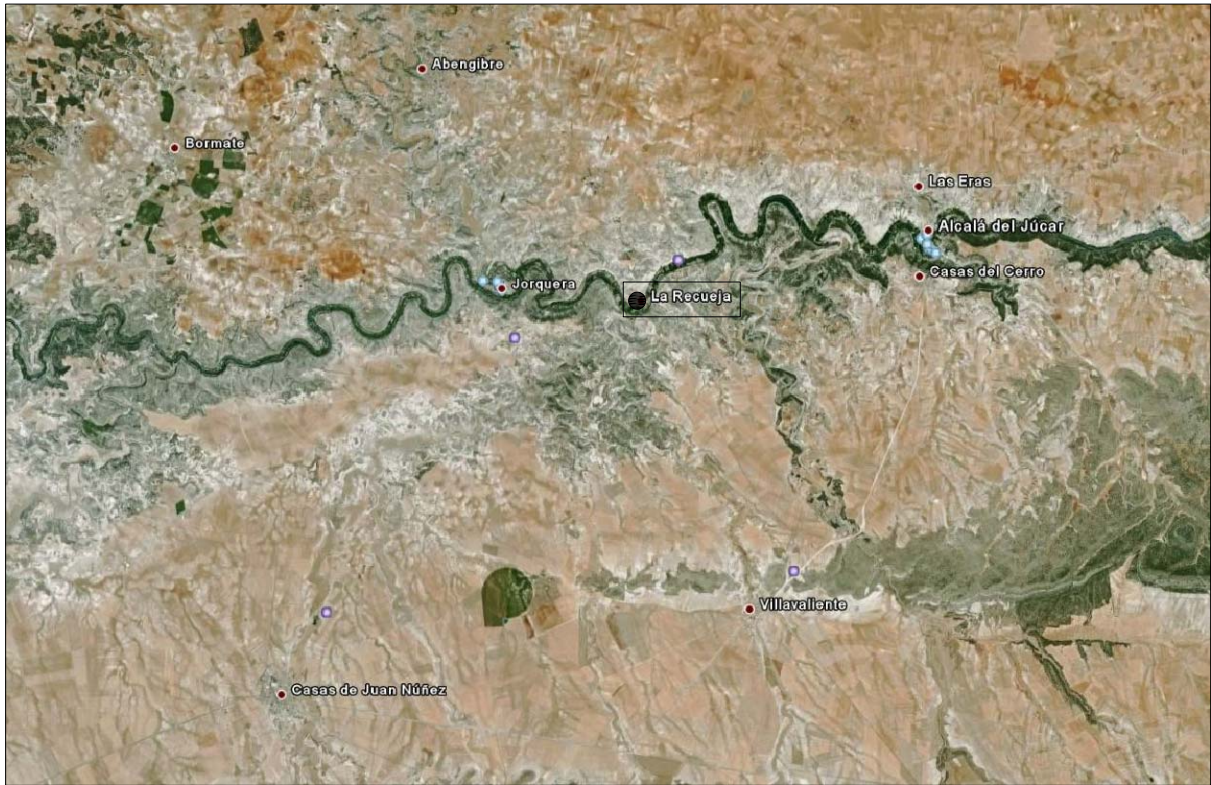 Abengibre
Bormate
Las Eras
Alcalá del Júcar
Casas del Cerro
Jorquera
La Recueja
Villavaliente
Casas de Juan Núñez